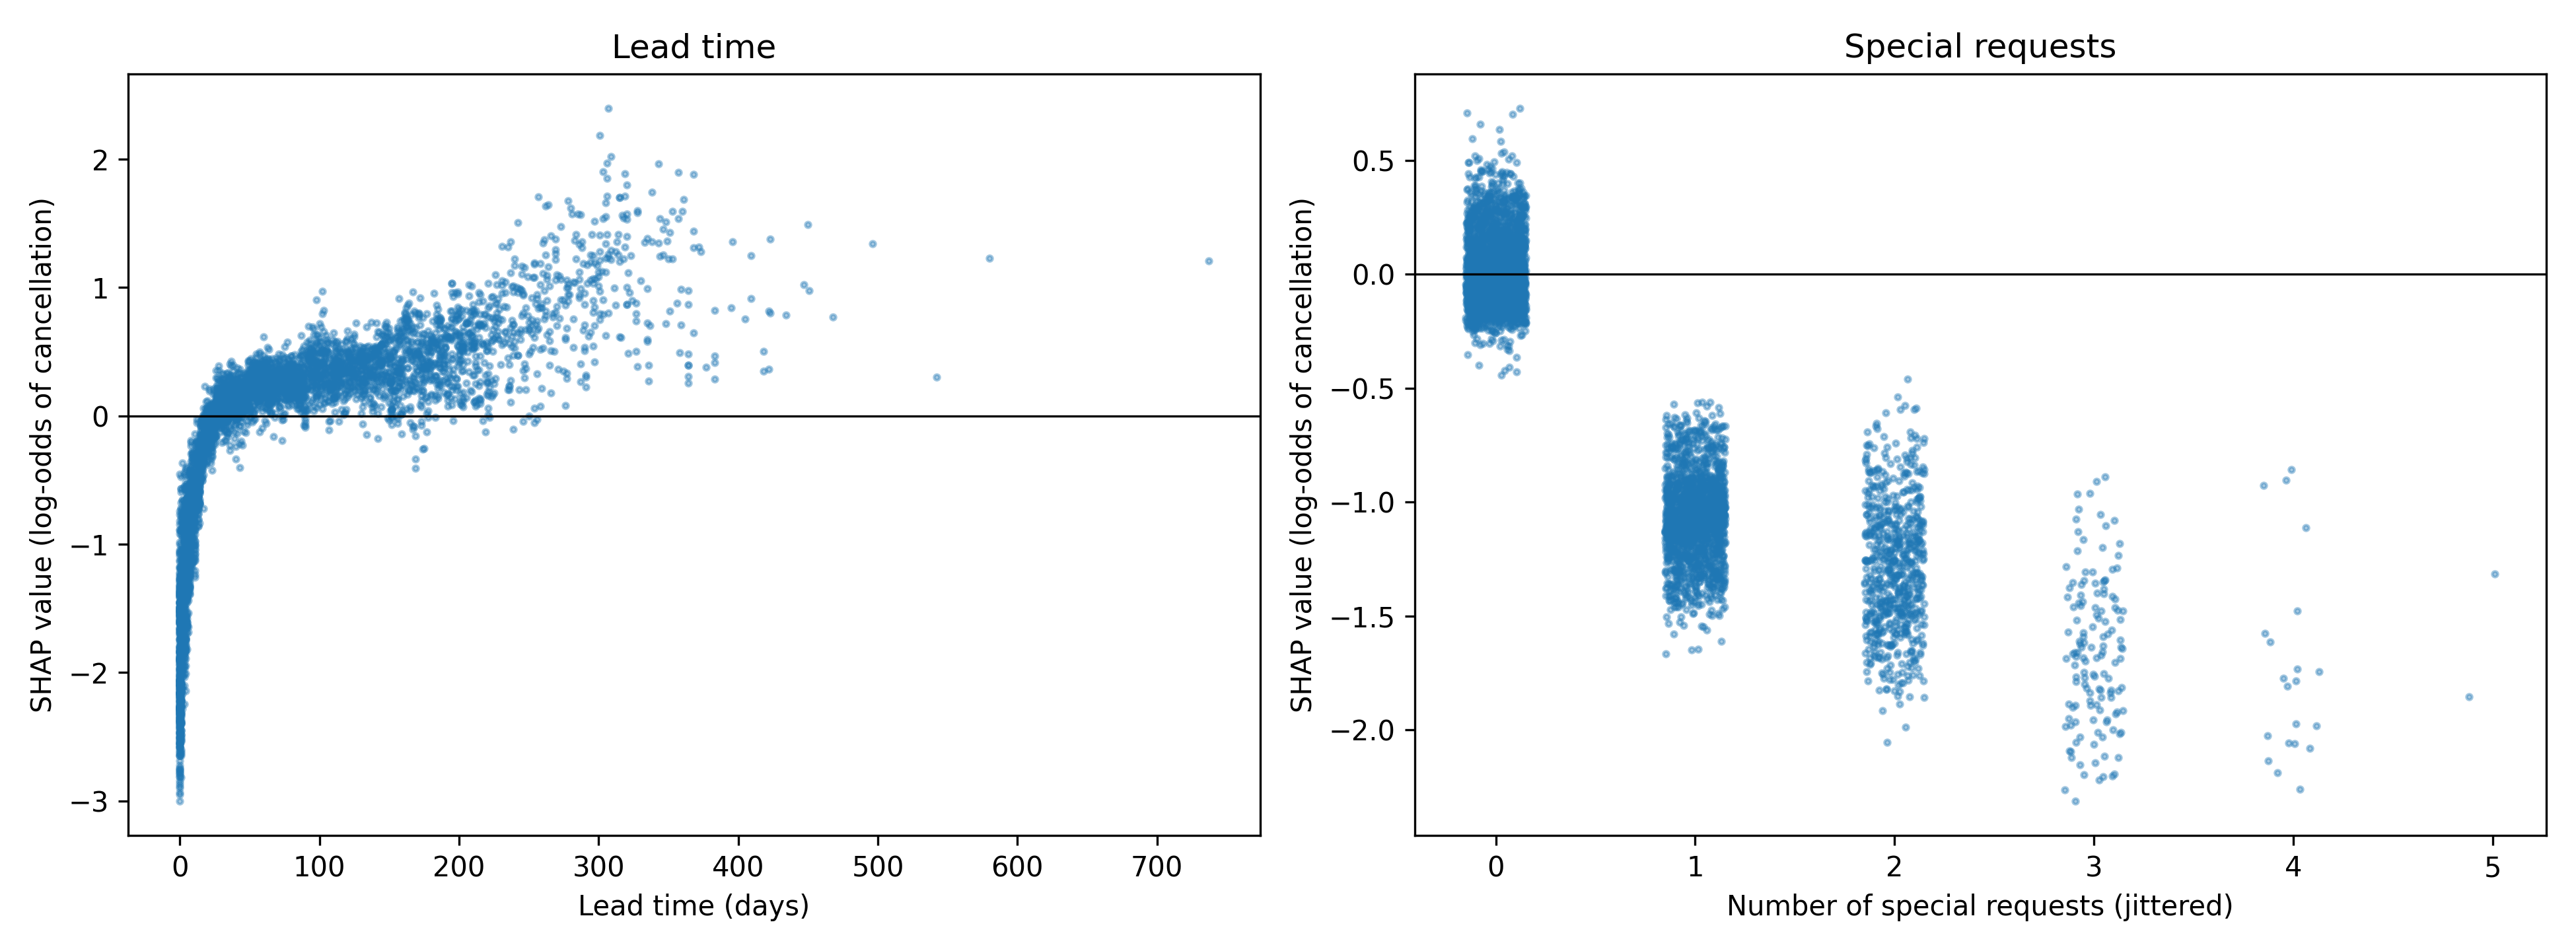 Lead time
SHAP value (log-odds of cancellation)
2
1
0
−1
−2
−3
0 100 200 300 400 500 600 700
Lead time (days)
Special requests
SHAP value (log-odds of cancellation)
0.5
0.0
−0.5
−1.0
−1.5
−2.0
0 1 2 3 4 5
Number of special requests (jittered)